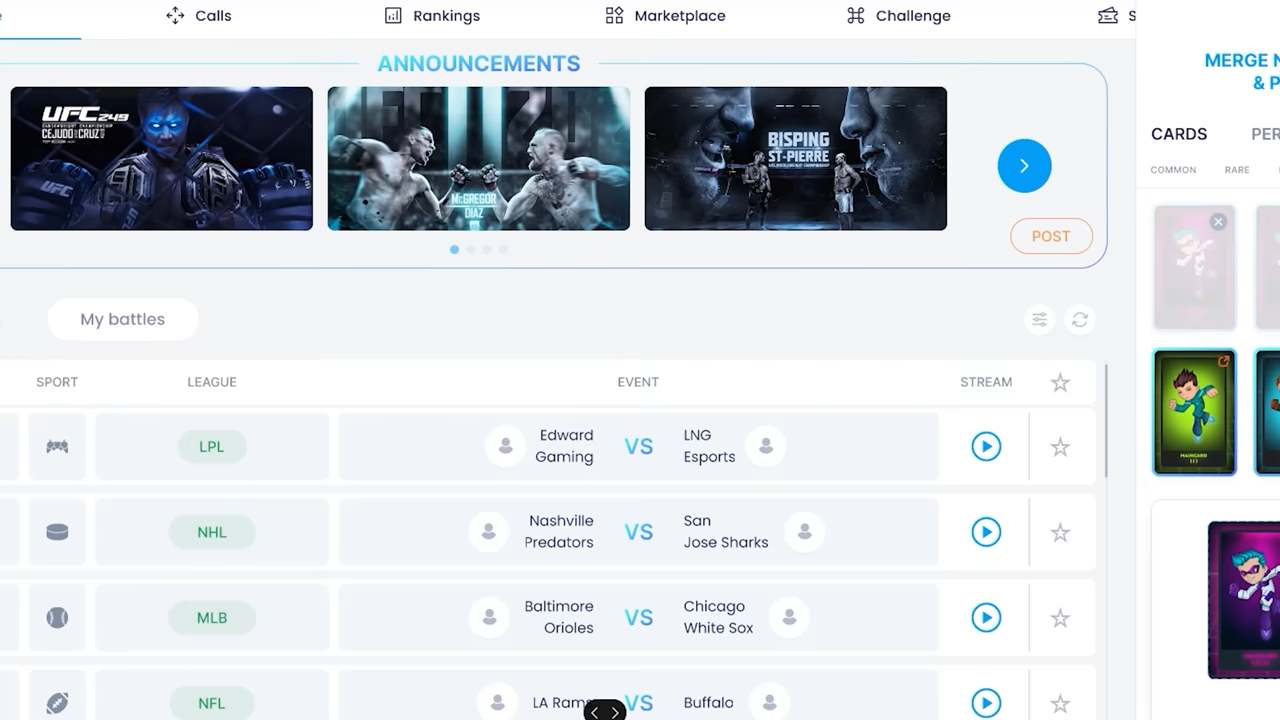 Calls
Rankings
Marketplace
Challenge
S
ANNOUNCEMENTS
UFC 249
CEJUDO CRUZ
UFC
McGREGOR
DIAZ
BISPING
ST-PIERRE
POST
My battles
SPORT
LEAGUE
EVENT
STREAM
LPL
Edward
Gaming
VS
LNG
Esports
NHL
Nashville
Predators
VS
San
Jose Sharks
MLB
Baltimore
Orioles
VS
Chicago
White Sox
NFL
LA Rams
VS
Buffalo
MERGE N
& P
CARDS
PER
COMMON
RARE
MAINCARD